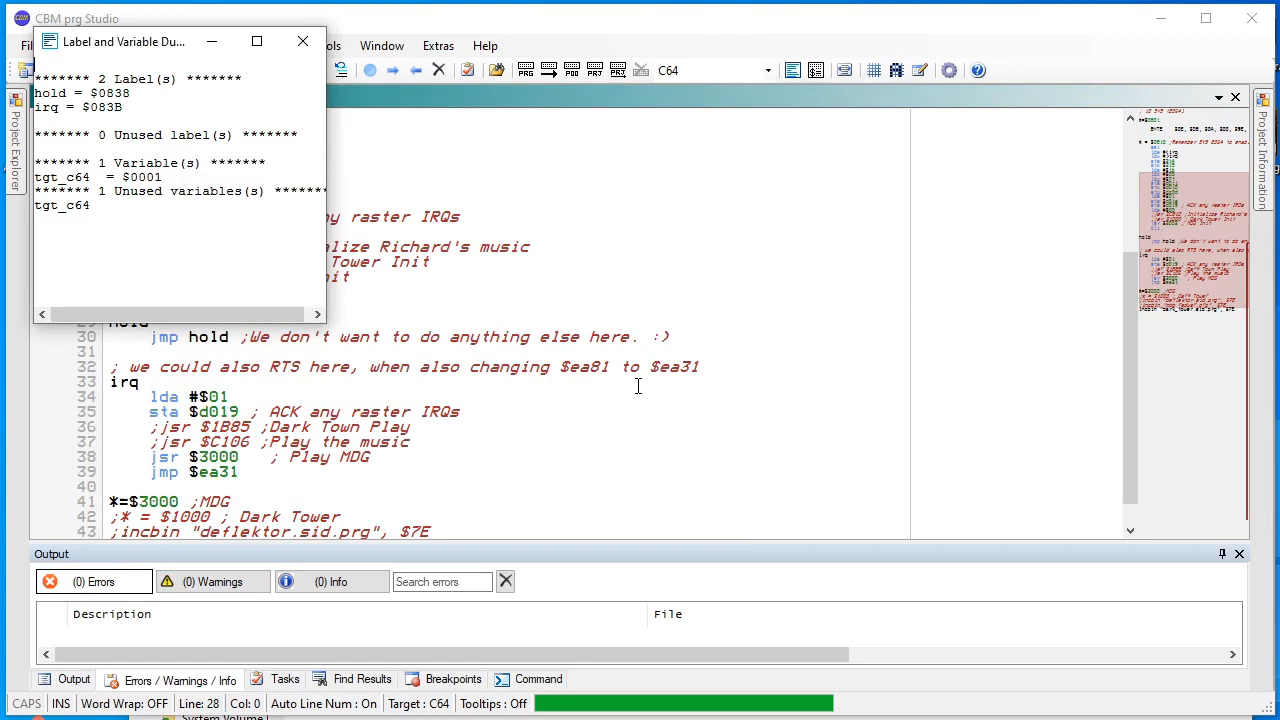 CBM prg Studio
Label and Variable Du...
Window
Extras
Help
C64
******* 2 Label(s) *******
hold = $0838
irq = $083B
******* 0 Unused label(s) *******
******* 1 Variable(s) *******
tgt_c64  = $0001
******* 1 Unused variables(s) *******
tgt_c64
Project Explorer
Project Information
ny raster IRQs
alize Richard's music
Tower Init
nit
30 jmp hold ;We don't want to do anything else here. :)
31
32 ; we could also RTS here, when also changing $ea81 to $ea31
33 irq
34 lda #$01
35 sta $d019 ; ACK any raster IRQs
36 ;jsr $1B85 ;Dark Town Play
37 ;jsr $C106 ;Play the music
38 jsr $3000   ; Play MDG
39 jmp $ea31
40
41 *=$3000 ;MDG
42 ;* = $1000 ; Dark Tower
43 ;incbin "deflektor.sid.prg", $7E
Output
(0) Errors
(0) Warnings
(0) Info
Search errors
Description
File
Output
Errors / Warnings / Info
Tasks
Find Results
Breakpoints
Command
CAPS
INS
Word Wrap: OFF
Line: 28
Col: 0
Auto Line Num : On
Target : C64
Tooltips : Off
System Volume